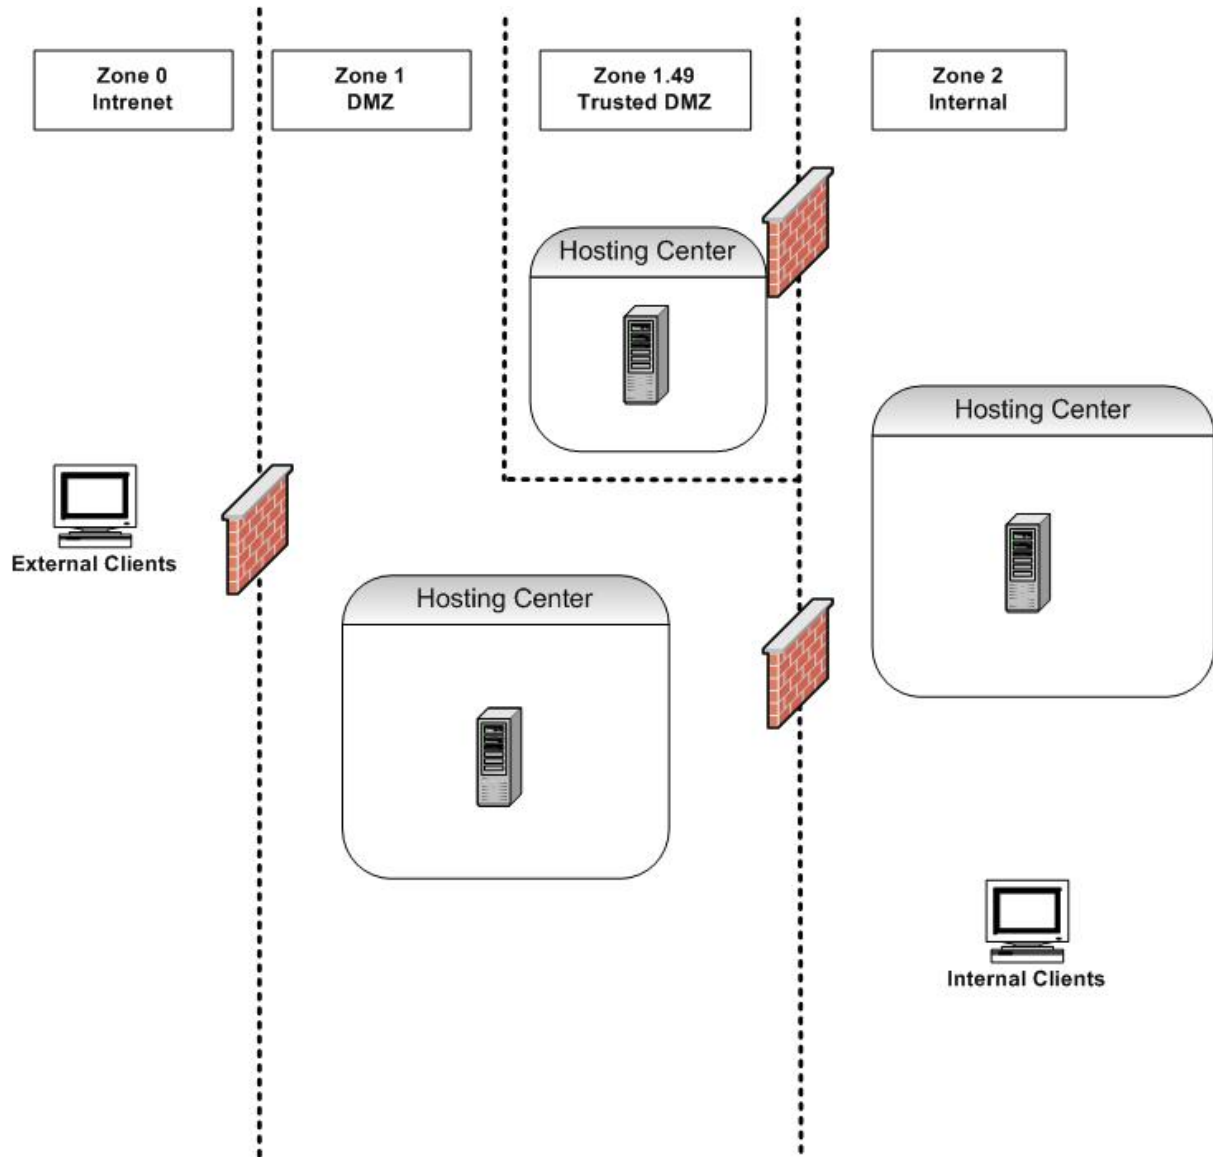 Zone 0
Intrenet
Zone 1
DMZ
Zone 1.49
Trusted DMZ
Zone 2
Internal
Hosting Center
Hosting Center
External Clients
Hosting Center
Internal Clients